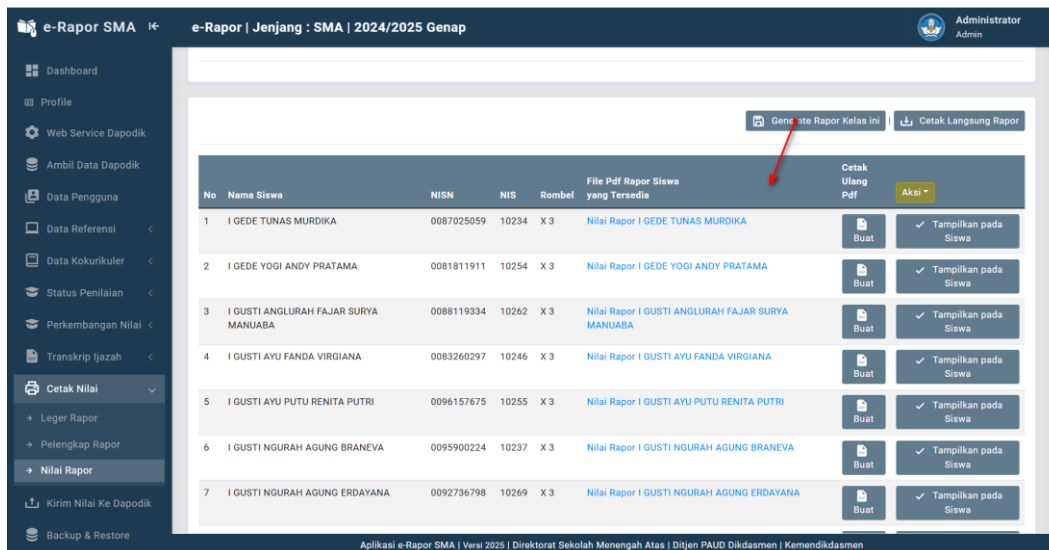 e-Rapor SMA
e-Rapor | Jenjang : SMA | 2024/2025 Genap
Administrator
Admin
Dashboard
Profile
Web Service Dapodik
Ambil Data Dapodik
Data Pengguna
Data Referensi
Data Kokurikuler
Status Penilaian
Perkembangan Nilai
Transkrip Ijazah
Cetak Nilai
Leger Rapor
Pelengkap Rapor
Nilai Rapor
Kirim Nilai Ke Dapodik
Backup & Restore
Generate Rapor Kelas ini | Cetak Langsung Rapor
No Nama Siswa NISN NIS Rombel File Pdf Rapor Siswa yang Tersedia Cetak Ulang Pdf Aksi
1 I GEDE TUNAS MURDIKA 0087025059 10234 X 3 Nilai Rapor I GEDE TUNAS MURDIKA Buat Tampilkan pada Siswa
2 I GEDE YOGI ANDY PRATAMA 0081811911 10254 X 3 Nilai Rapor I GEDE YOGI ANDY PRATAMA Buat Tampilkan pada Siswa
3 I GUSTI ANGLURAH FAJAR SURYA MANUABA 0088119334 10262 X 3 Nilai Rapor I GUSTI ANGLURAH FAJAR SURYA MANUABA Buat Tampilkan pada Siswa
4 I GUSTI AYU FANDA VIRGIANA 0083260297 10246 X 3 Nilai Rapor I GUSTI AYU FANDA VIRGIANA Buat Tampilkan pada Siswa
5 I GUSTI AYU PUTU RENITA PUTRI 0096157675 10255 X 3 Nilai Rapor I GUSTI AYU PUTU RENITA PUTRI Buat Tampilkan pada Siswa
6 I GUSTI NGURAH AGUNG BRANEVA 0095900224 10237 X 3 Nilai Rapor I GUSTI NGURAH AGUNG BRANEVA Buat Tampilkan pada Siswa
7 I GUSTI NGURAH AGUNG ERDAYANA 0092736798 10269 X 3 Nilai Rapor I GUSTI NGURAH AGUNG ERDAYANA Buat Tampilkan pada Siswa
Aplikasi e-Rapor SMA | Versi 2025 | Direktorat Sekolah Menengah Atas | Ditjen PAUD Dikdasmen | Kemendikdasmen